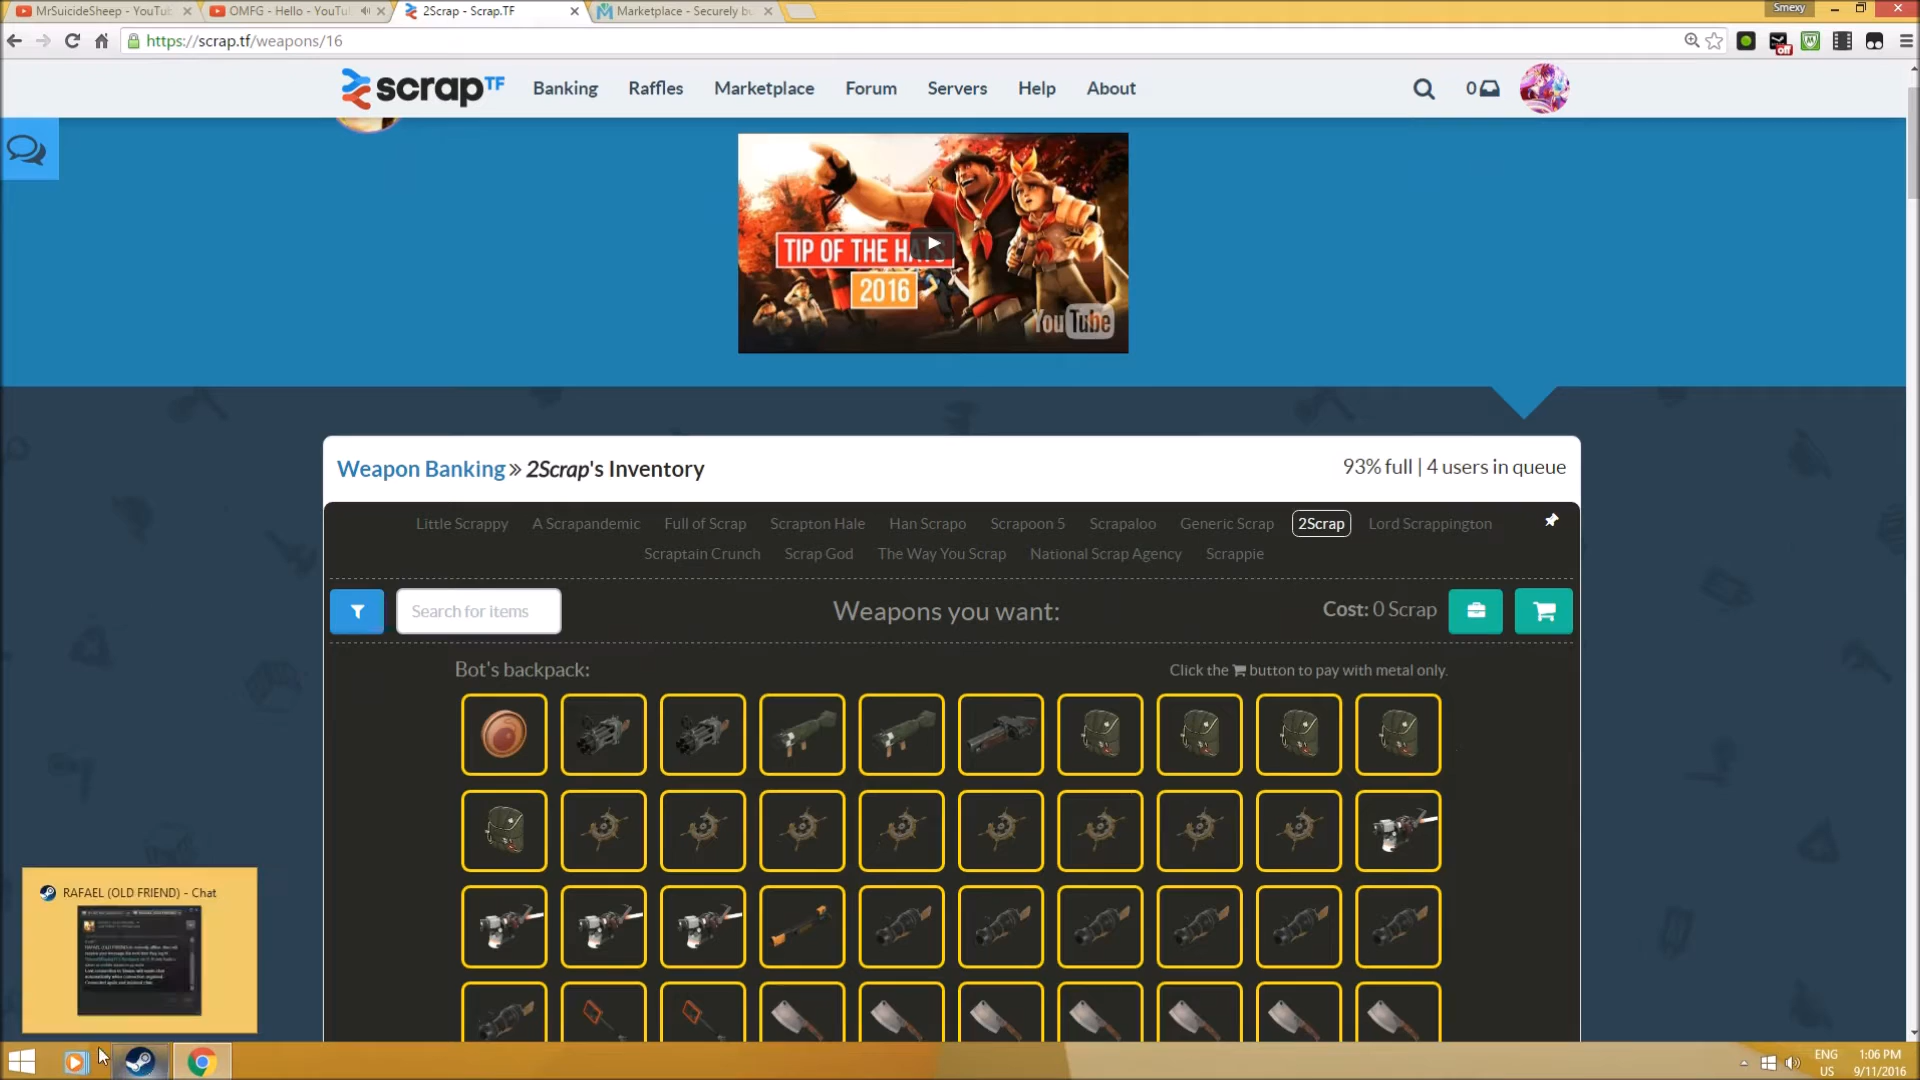 MrSuicideSheep - YouTub
OMFG - Hello - YouTu
2Scrap - Scrap.TF
Marketplace - Securely bu
Smexy
https://scrap.tf/weapons/16
off
scrap TF
Banking
Raffles
Marketplace
Forum
Servers
Help
About
0
TIP OF THE HATS
2016
YouTube
Weapon Banking » 2Scrap's Inventory
93% full | 4 users in queue
Little Scrappy
A Scrapandemic
Full of Scrap
Scrapton Hale
Han Scrapo
Scrapoon 5
Scrapaloo
Generic Scrap
2Scrap
Lord Scrappington
Scraptain Crunch
Scrap God
The Way You Scrap
National Scrap Agency
Scrappie
Search for items
Weapons you want:
Cost: 0 Scrap
Bot's backpack:
Click the button to pay with metal only.
RAFAEL (OLD FRIEND) - Chat
ENG
US
1:06 PM
9/11/2016